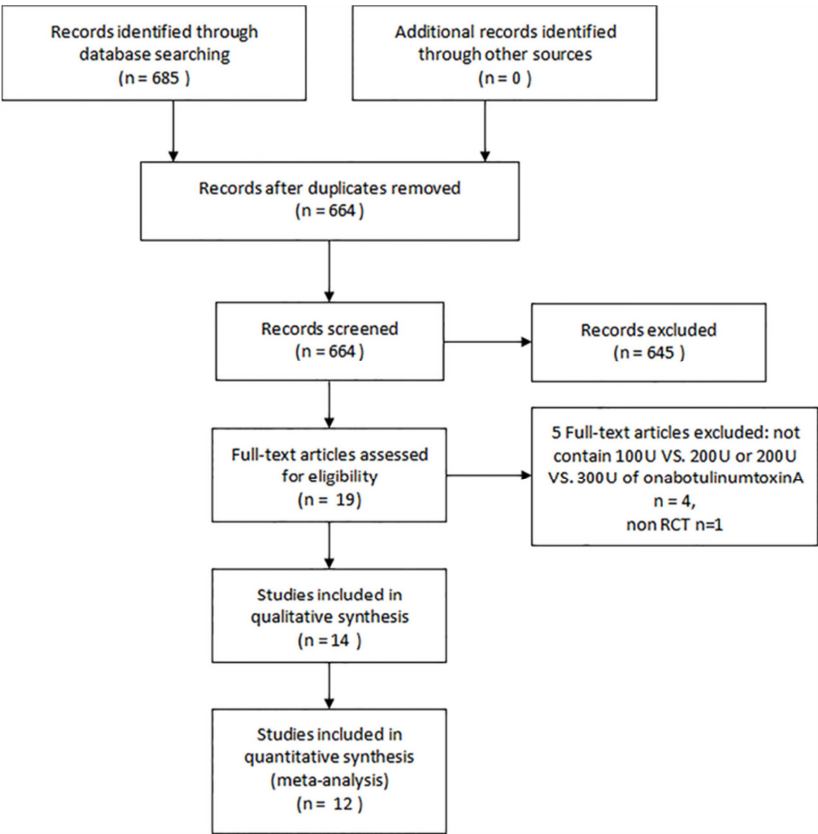 Records identified through
database searching
(n = 685 )
Additional records identified
through other sources
(n = 0 )
Records after duplicates removed
(n = 664 )
Records screened
(n = 664 )
Records excluded
(n = 645 )
Full-text articles assessed
for eligibility
(n = 19)
5 Full-text articles excluded: not
contain 100U VS. 200U or 200U
VS. 300U of onabotulinumtoxinA
n = 4,
non RCT n=1
Studies included in
qualitative synthesis
(n = 14 )
Studies included in
quantitative synthesis
(meta-analysis)
(n = 12 )